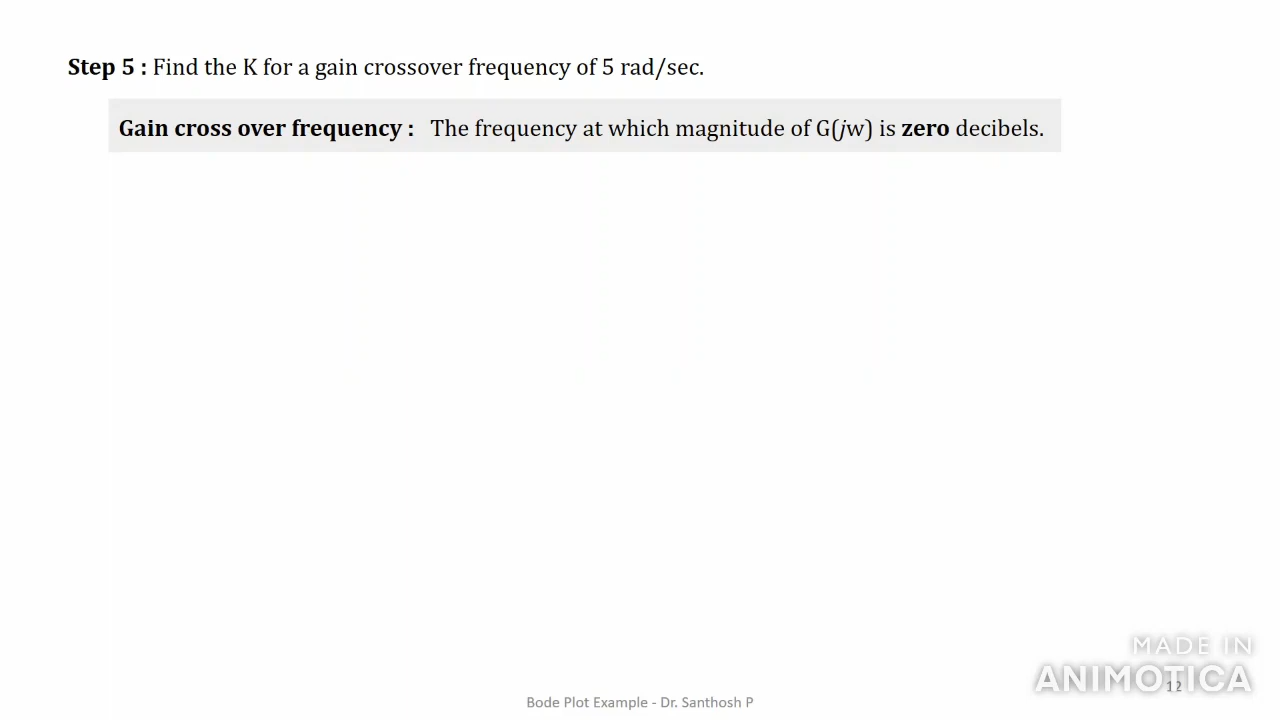 Step 5 : Find the K for a gain crossover frequency of 5 rad/sec.
Gain cross over frequency : The frequency at which magnitude of G(jw) is zero decibels.
MADE IN
ANIMOTICA
12
Bode Plot Example - Dr. Santhosh P